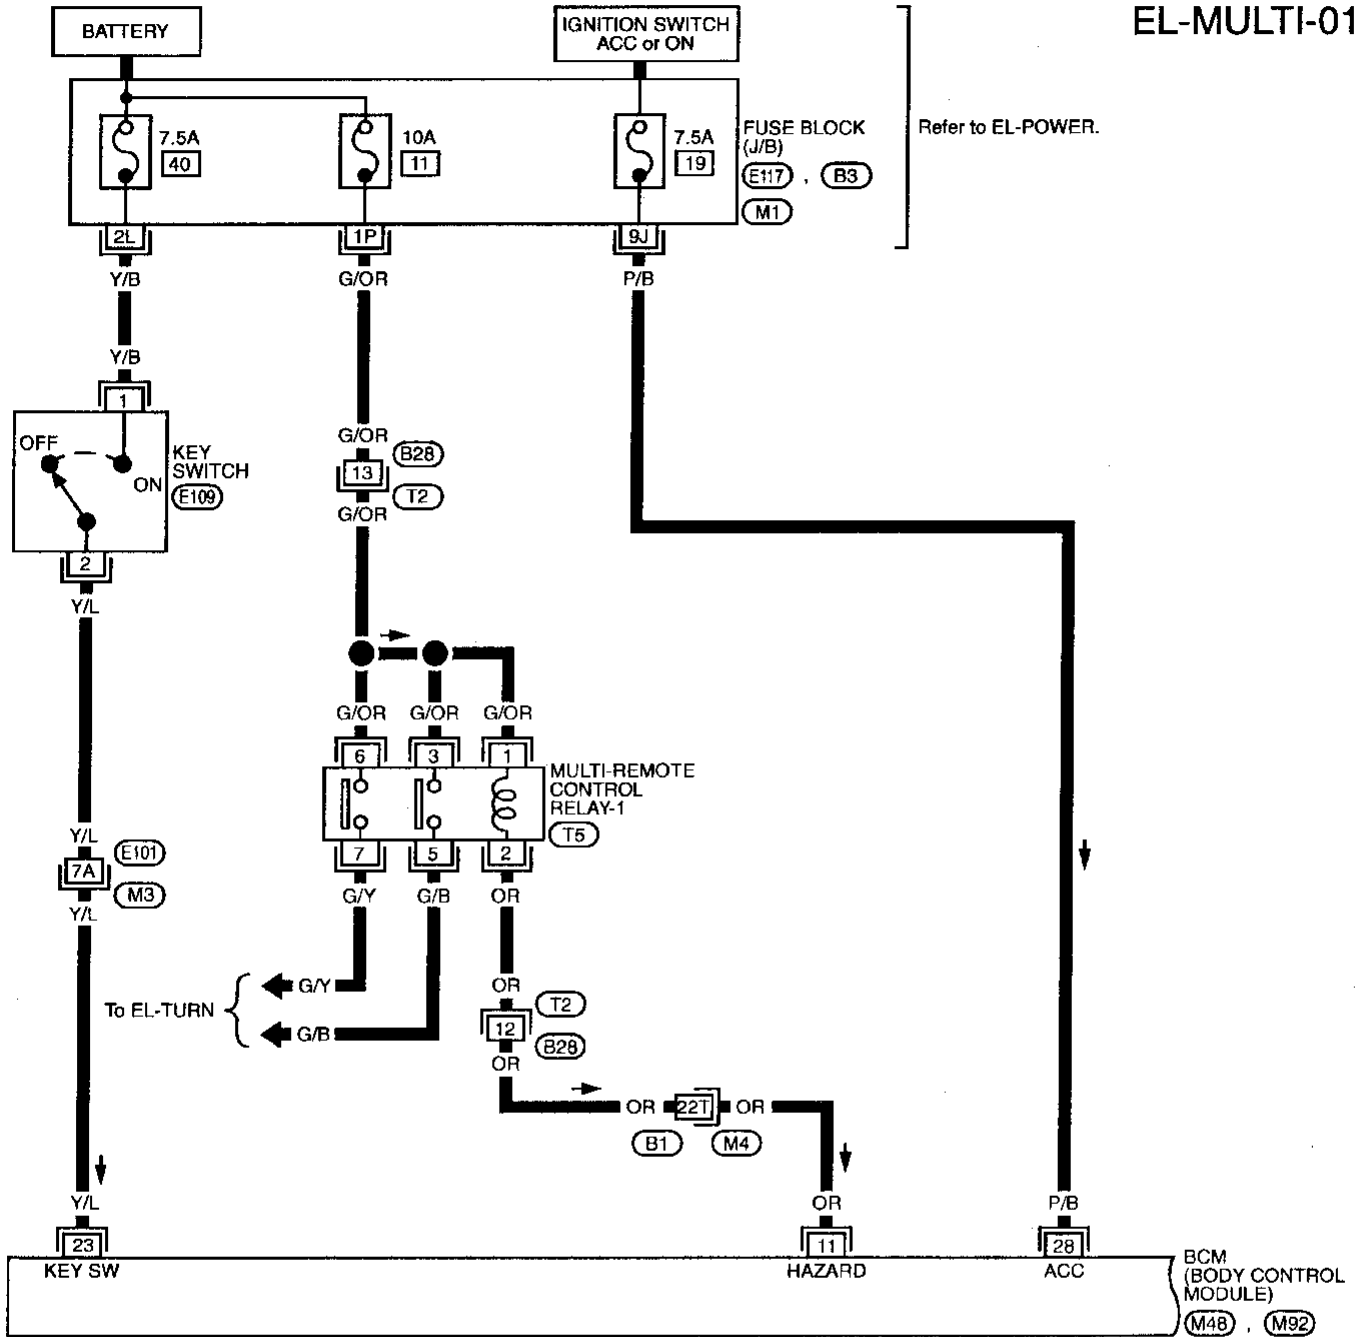 EL-MULTI-01
BATTERY
IGNITION SWITCH
ACC or ON
7.5A
40
10A
11
7.5A
19
FUSE BLOCK
(J/B)
E117 , B3
M1
Refer to EL-POWER.
2L
1P
9J
Y/B
G/OR
P/B
Y/B
1
OFF
ON
KEY
SWITCH
E109
2
Y/L
G/OR
13
B28
T2
G/OR
G/OR
G/OR
G/OR
6
3
1
MULTI-REMOTE
CONTROL
RELAY-1
T5
7
5
2
Y/L
7A
E101
M3
Y/L
G/Y
G/B
OR
To EL-TURN
G/Y
G/B
OR
12
T2
B28
OR
OR
22T
OR
B1
M4
Y/L
OR
P/B
23
11
28
KEY SW
HAZARD
ACC
BCM
(BODY CONTROL
MODULE)
M48 , M92